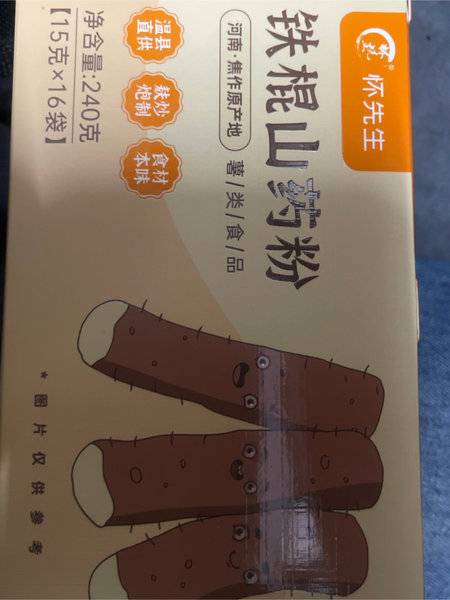 怀先生
铁棍山药粉
河南·焦作原产地
薯/类/食/品
温县
直供
麸炒
炮制
食材
本味
净含量:240克
【15克×16袋】
*图片仅供参考